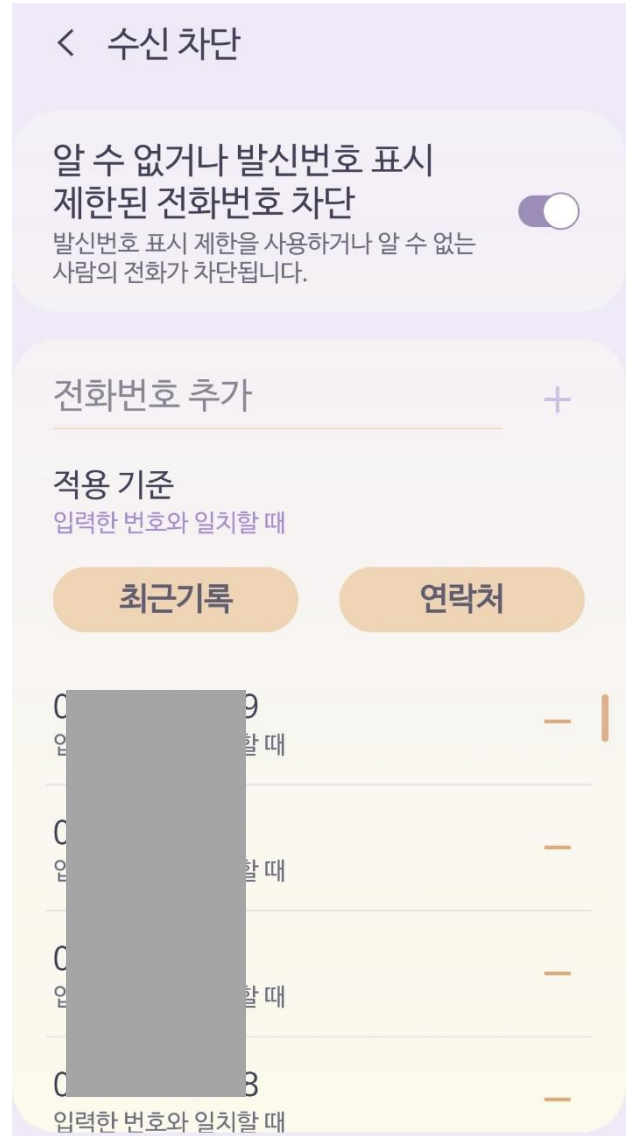 수신 차단
알 수 없거나 발신번호 표시
제한된 전화번호 차단
발신번호 표시 제한을 사용하거나 알 수 없는
사람의 전화가 차단됩니다.
전화번호 추가
적용 기준
입력한 번호와 일치할 때
최근기록
연락처
0 9
할 때
0
할 때
0
할 때
0 8
입력한 번호와 일치할 때